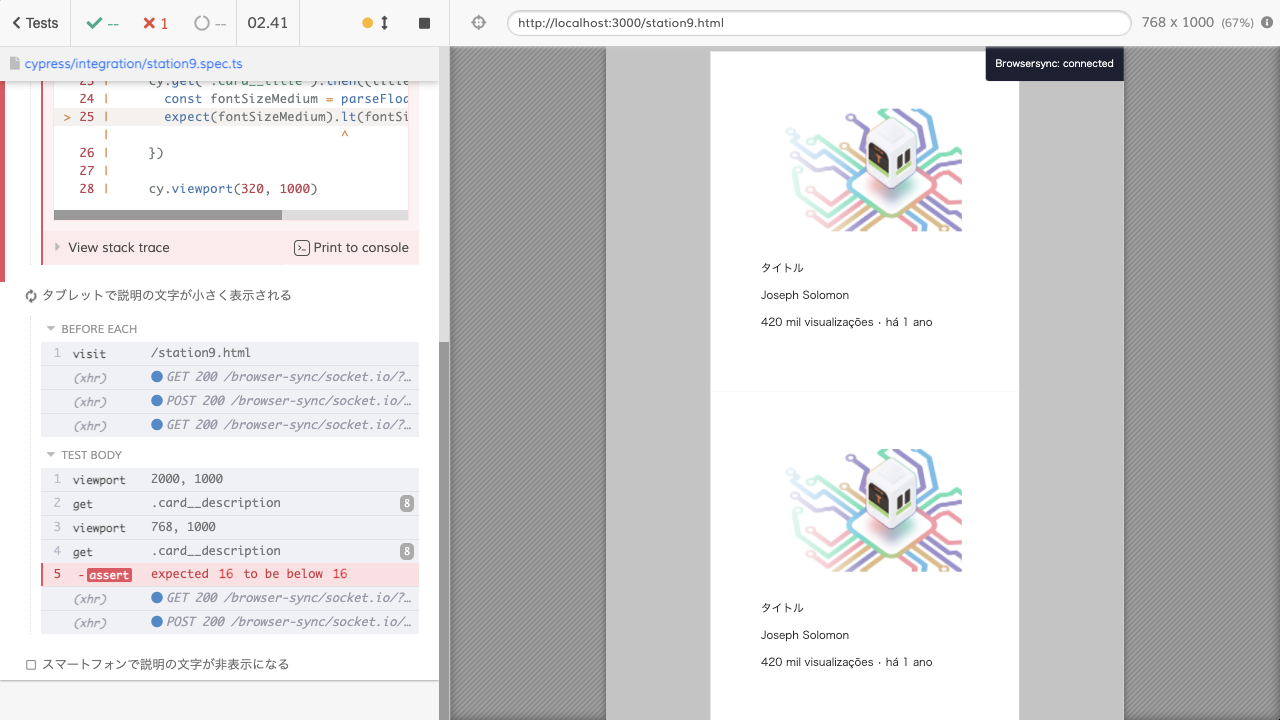 Tests
--
1
--
02.41
http://localhost:3000/station9.html
768 x 1000 (67%)
cypress/integration/station9.spec.ts
24 | const fontSizeMedium = parseFloa
> 25 | expect(fontSizeMedium).lt(fontSi
| ^
26 | })
27 |
28 | cy.viewport(320, 1000)
View stack trace
Print to console
タブレットで説明の文字が小さく表示される
BEFORE EACH
1 visit /station9.html
(xhr) GET 200 /browser-sync/socket.io/?…
(xhr) POST 200 /browser-sync/socket.io/…
(xhr) GET 200 /browser-sync/socket.io/?…
TEST BODY
1 viewport 2000, 1000
2 get .card__description 8
3 viewport 768, 1000
4 get .card__description 8
5 -assert expected 16 to be below 16
(xhr) GET 200 /browser-sync/socket.io/?…
(xhr) POST 200 /browser-sync/socket.io/…
スマートフォンで説明の文字が非表示になる
Browsersync: connected
タイトル
Joseph Solomon
420 mil visualizações · há 1 ano
タイトル
Joseph Solomon
420 mil visualizações · há 1 ano